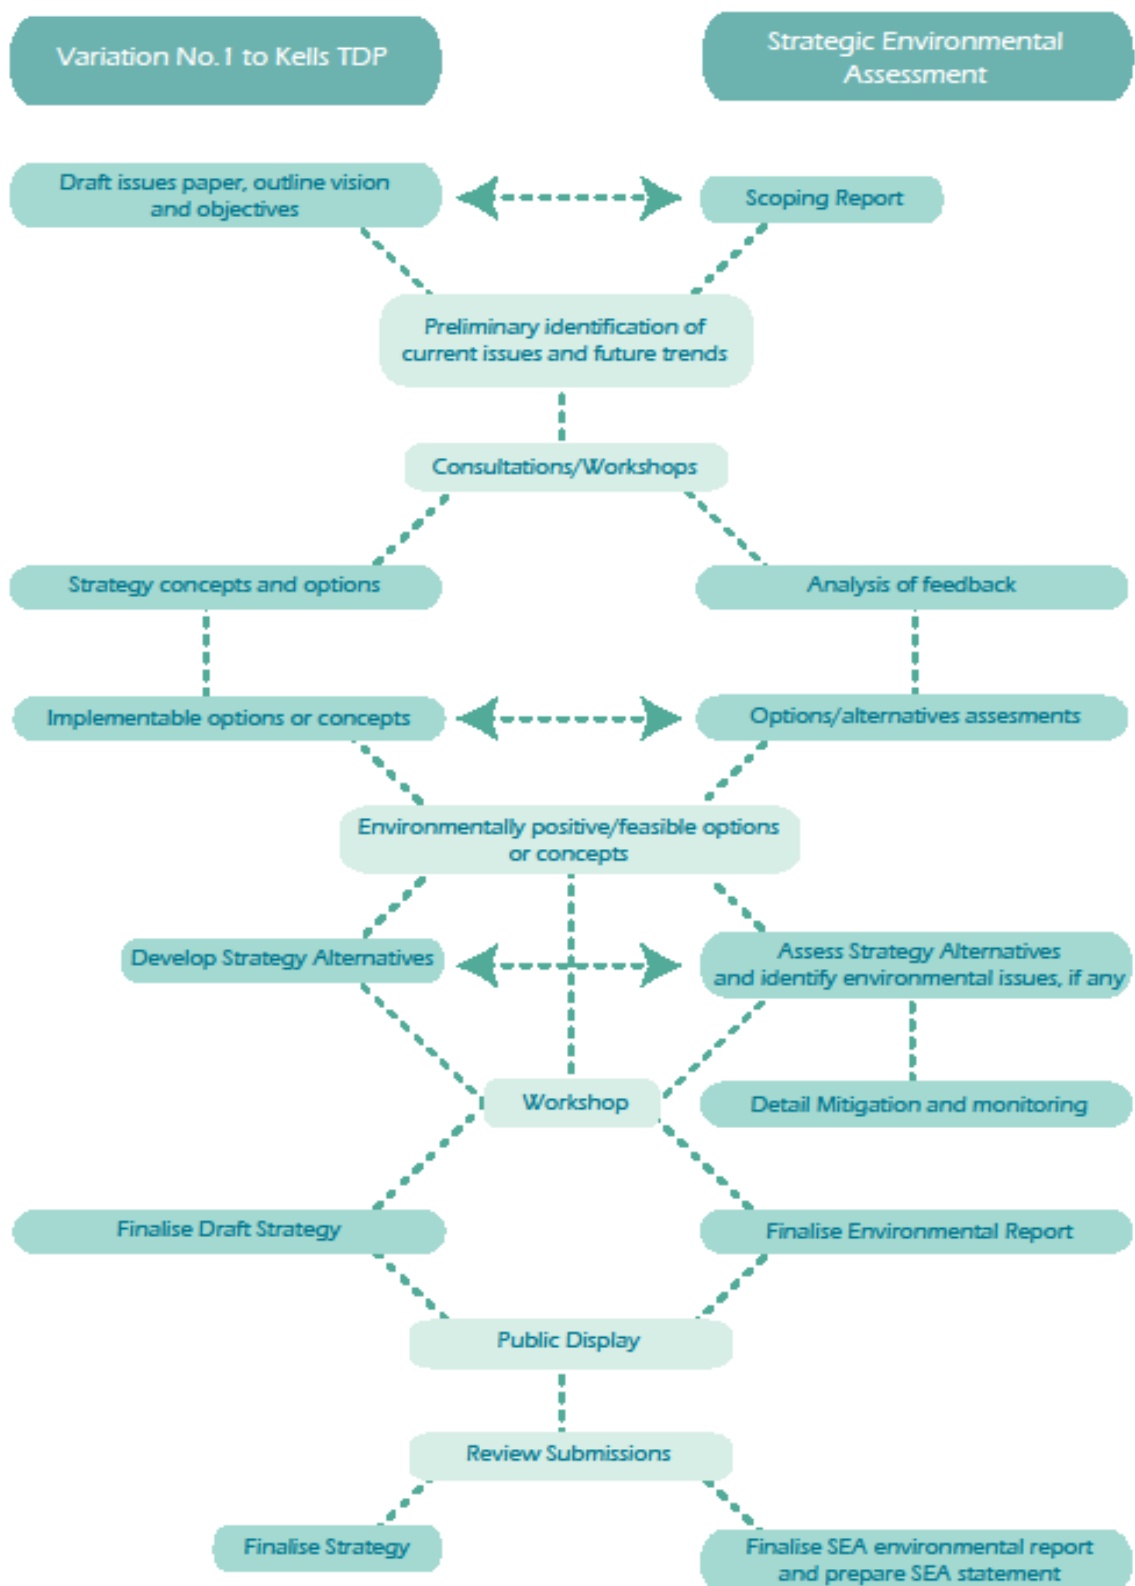 Variation No.1 to Kells TDP
Strategic Environmental
Assessment
Draft issues paper, outline vision
and objectives
Scoping Report
Preliminary identification of
current issues and future trends
Consultations/Workshops
Strategy concepts and options
Analysis of feedback
Implementable options or concepts
Options/alternatives assesments
Environmentally positive/feasible options
or concepts
Develop Strategy Alternatives
Assess Strategy Alternatives
and identify environmental issues, if any
Workshop
Detail Mitigation and monitoring
Finalise Draft Strategy
Finalise Environmental Report
Public Display
Review Submissions
Finalise Strategy
Finalise SEA environmental report
and prepare SEA statement